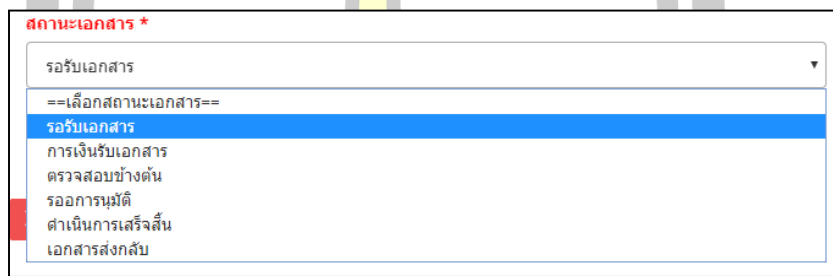 สถานะเอกสาร *
รอรับเอกสาร
==เลือกสถานะเอกสาร==
รอรับเอกสาร
การเงินรับเอกสาร
ตรวจสอบข้างต้น
รออการนุมัติ
ดำเนินการเสร็จสิ้น
เอกสารส่งกลับ